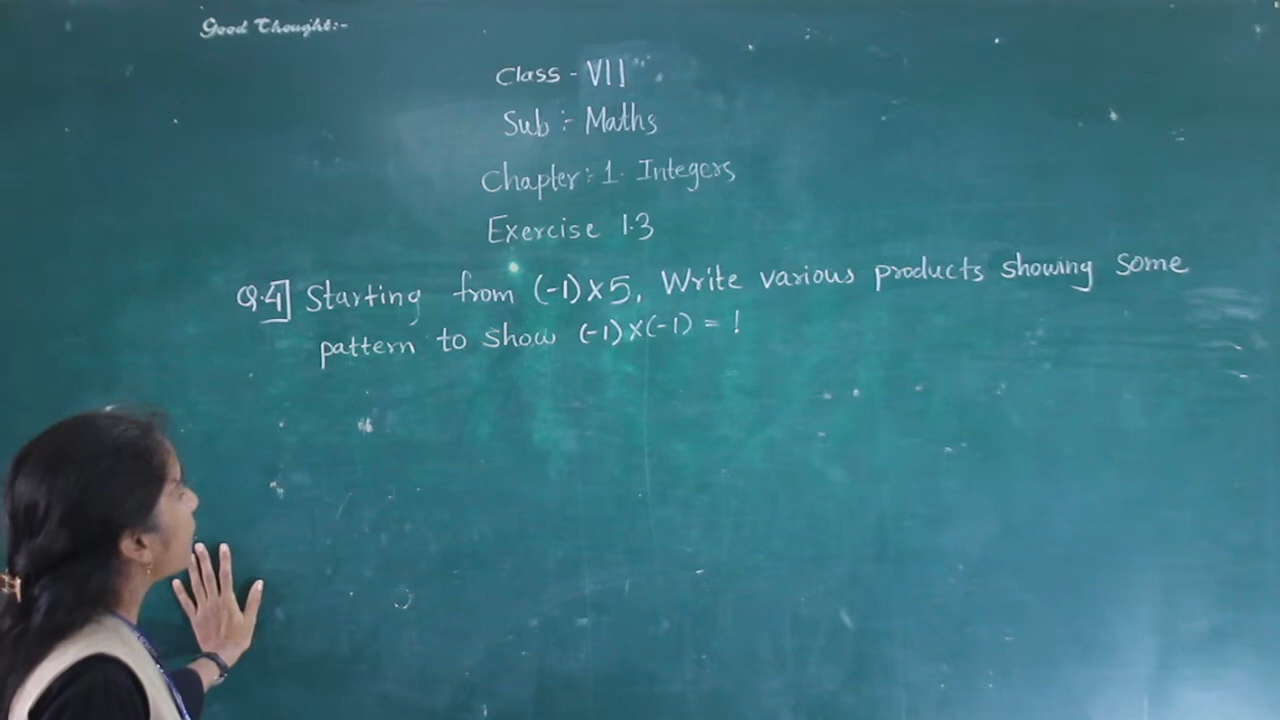 Good Thought:-
Class - VII
Sub :- Maths
Chapter:- 1. Integers
Exercise 1.3
Q.4] Starting from (-1)×5, Write various products showing some
pattern to show (-1)×(-1) = 1